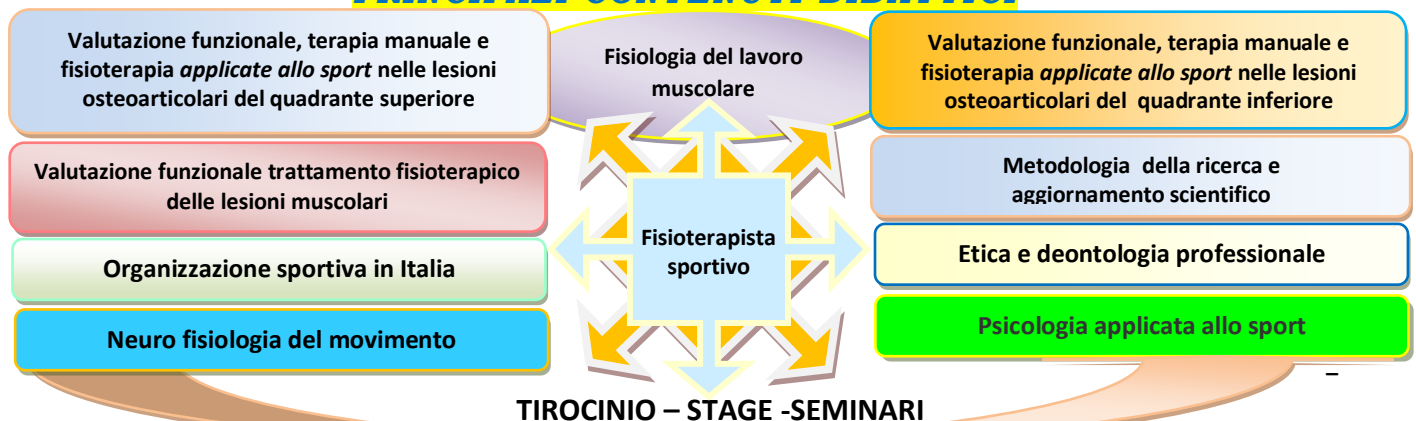 PRINCIPALI CONTENUTI DIDATTICI
Valutazione funzionale, terapia manuale e
fisioterapia applicate allo sport nelle lesioni
osteoarticolari del quadrante superiore
Valutazione funzionale trattamento fisioterapico
delle lesioni muscolari
Organizzazione sportiva in Italia
Neuro fisiologia del movimento
Fisiologia del lavoro
muscolare
Fisioterapista
sportivo
Valutazione funzionale, terapia manuale e
fisioterapia applicate allo sport nelle lesioni
osteoarticolari del quadrante inferiore
Metodologia della ricerca e
aggiornamento scientifico
Etica e deontologia professionale
Psicologia applicata allo sport
–
TIROCINIO – STAGE -SEMINARI